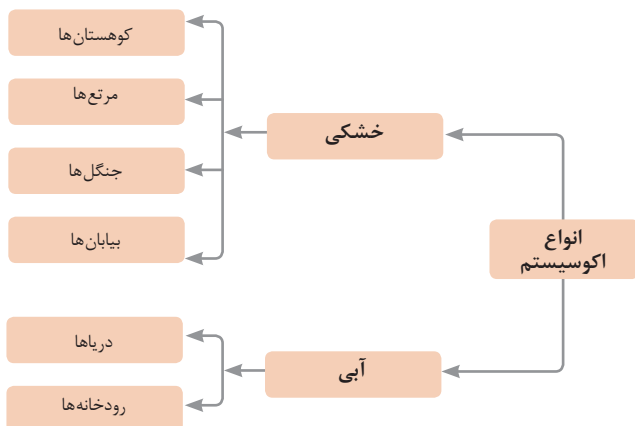 انواع
اکوسیستم
خشکی
کوهستان‌ها
مرتع‌ها
جنگل‌ها
بیابان‌ها
آبی
دریاها
رودخانه‌ها